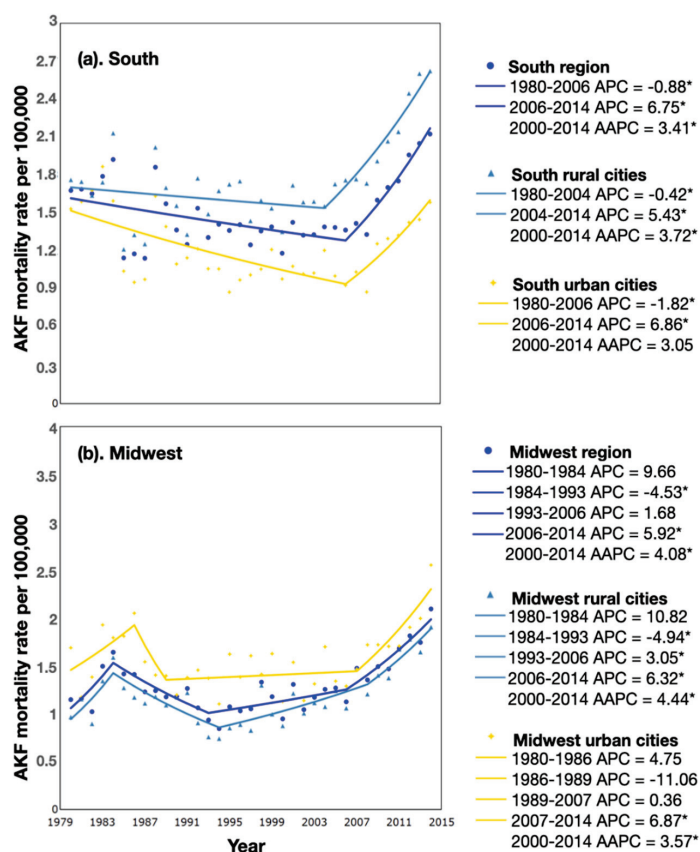 3
2.7
2.4
2.1
1.8
1.5
1.2
0.9
0.6
0.3
0
AKF mortality rate per 100,000
(a). South
South region
1980-2006 APC = -0.88*
2006-2014 APC = 6.75*
2000-2014 AAPC = 3.41*
South rural cities
1980-2004 APC = -0.42*
2004-2014 APC = 5.43*
2000-2014 AAPC = 3.72*
South urban cities
1980-2006 APC = -1.82*
2006-2014 APC = 6.86*
2000-2014 AAPC = 3.05
4
3.5
3
2.5
2
1.5
1
0.5
0
AKF mortality rate per 100,000
(b). Midwest
1979 1983 1987 1991 1995 1999 2003 2007 2011 2015
Year
Midwest region
1980-1984 APC = 9.66
1984-1993 APC = -4.53*
1993-2006 APC = 1.68
2006-2014 APC = 5.92*
2000-2014 AAPC = 4.08*
Midwest rural cities
1980-1984 APC = 10.82
1984-1993 APC = -4.94*
1993-2006 APC = 3.05*
2006-2014 APC = 6.32*
2000-2014 AAPC = 4.44*
Midwest urban cities
1980-1986 APC = 4.75
1986-1989 APC = -11.06
1989-2007 APC = 0.36
2007-2014 APC = 6.87*
2000-2014 AAPC = 3.57*